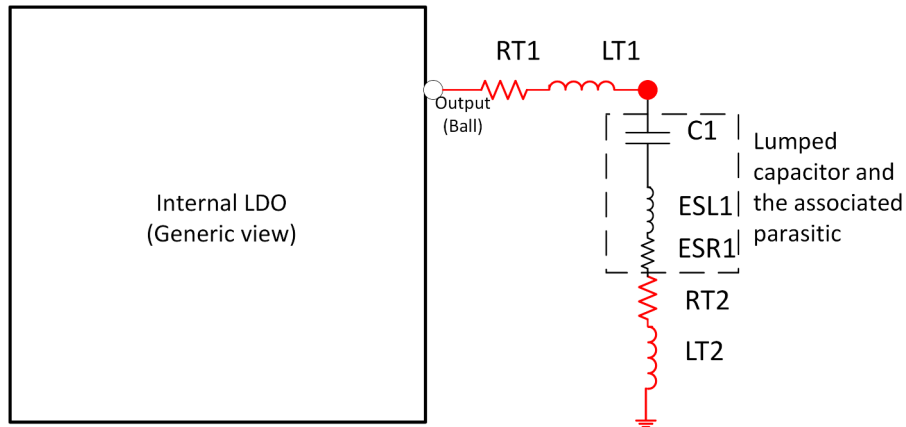 RT1
LT1
Output
(Ball)
C1
Lumped
capacitor and
the associated
parasitic
Internal LDO
(Generic view)
ESL1
ESR1
RT2
LT2